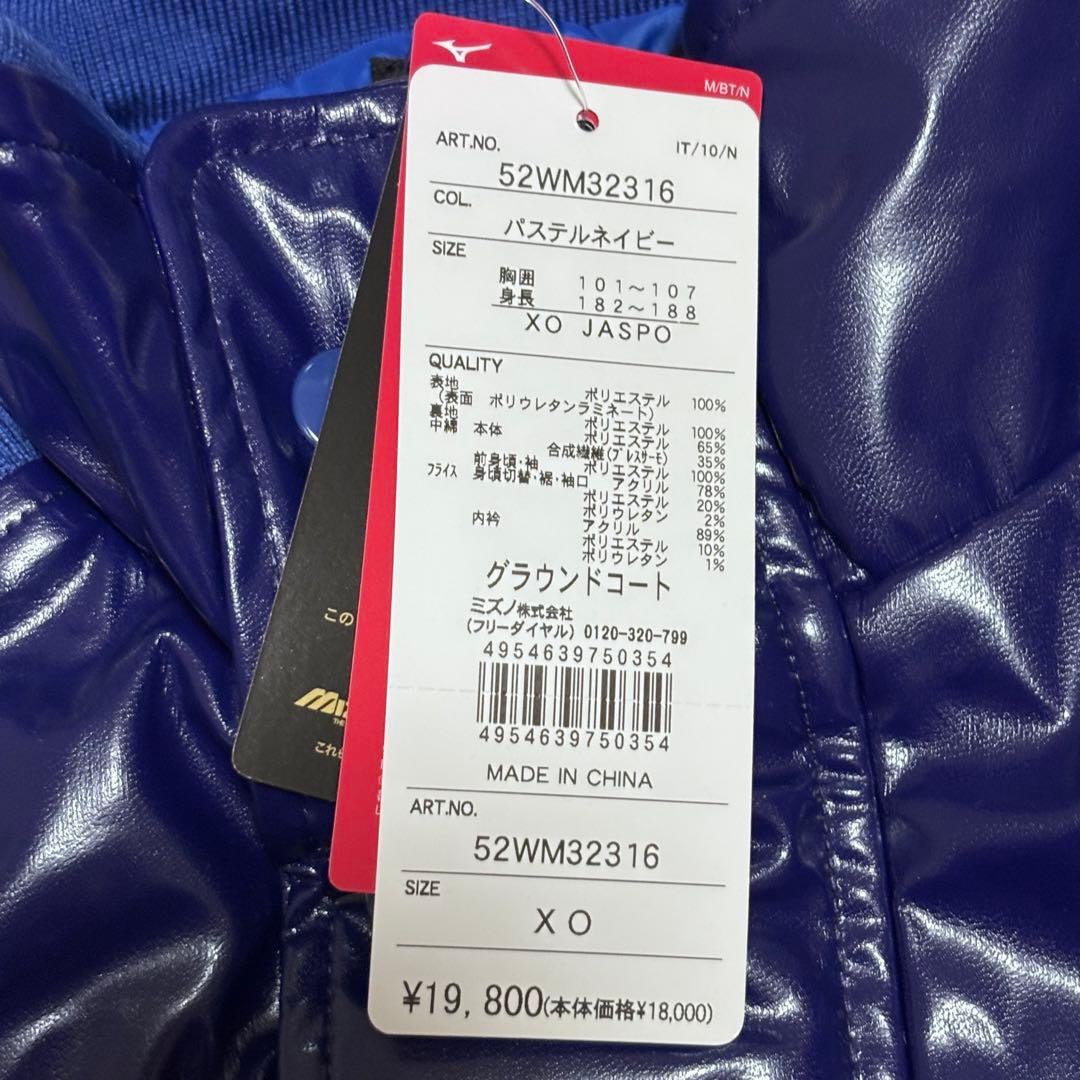 M/BT/N
ART.NO.
IT/10/N
52WM32316
COL.
パステルネイビー
SIZE
胸囲 101～107
身長 182～188
XO JASPO
QUALITY
表地 ポリエステル 100%
(表面 ポリウレタンラミネート)
裏地 ポリエステル 100%
中綿 本体 ポリエステル 65%
合成繊維(ﾌﾞﾚｽｻｰﾓ) 35%
前身頃・袖 ポリエステル 100%
フライス 身頃切替・裾・袖口 アクリル 78%
ポリエステル 20%
ポリウレタン 2%
内衿 アクリル 89%
ポリエステル 10%
ポリウレタン 1%
グラウンドコート
ミズノ株式会社
(フリーダイヤル) 0120-320-799
4954639750354
4954639750354
MADE IN CHINA
ART.NO.
52WM32316
SIZE
XO
¥19,800(本体価格¥18,000)
この
これ